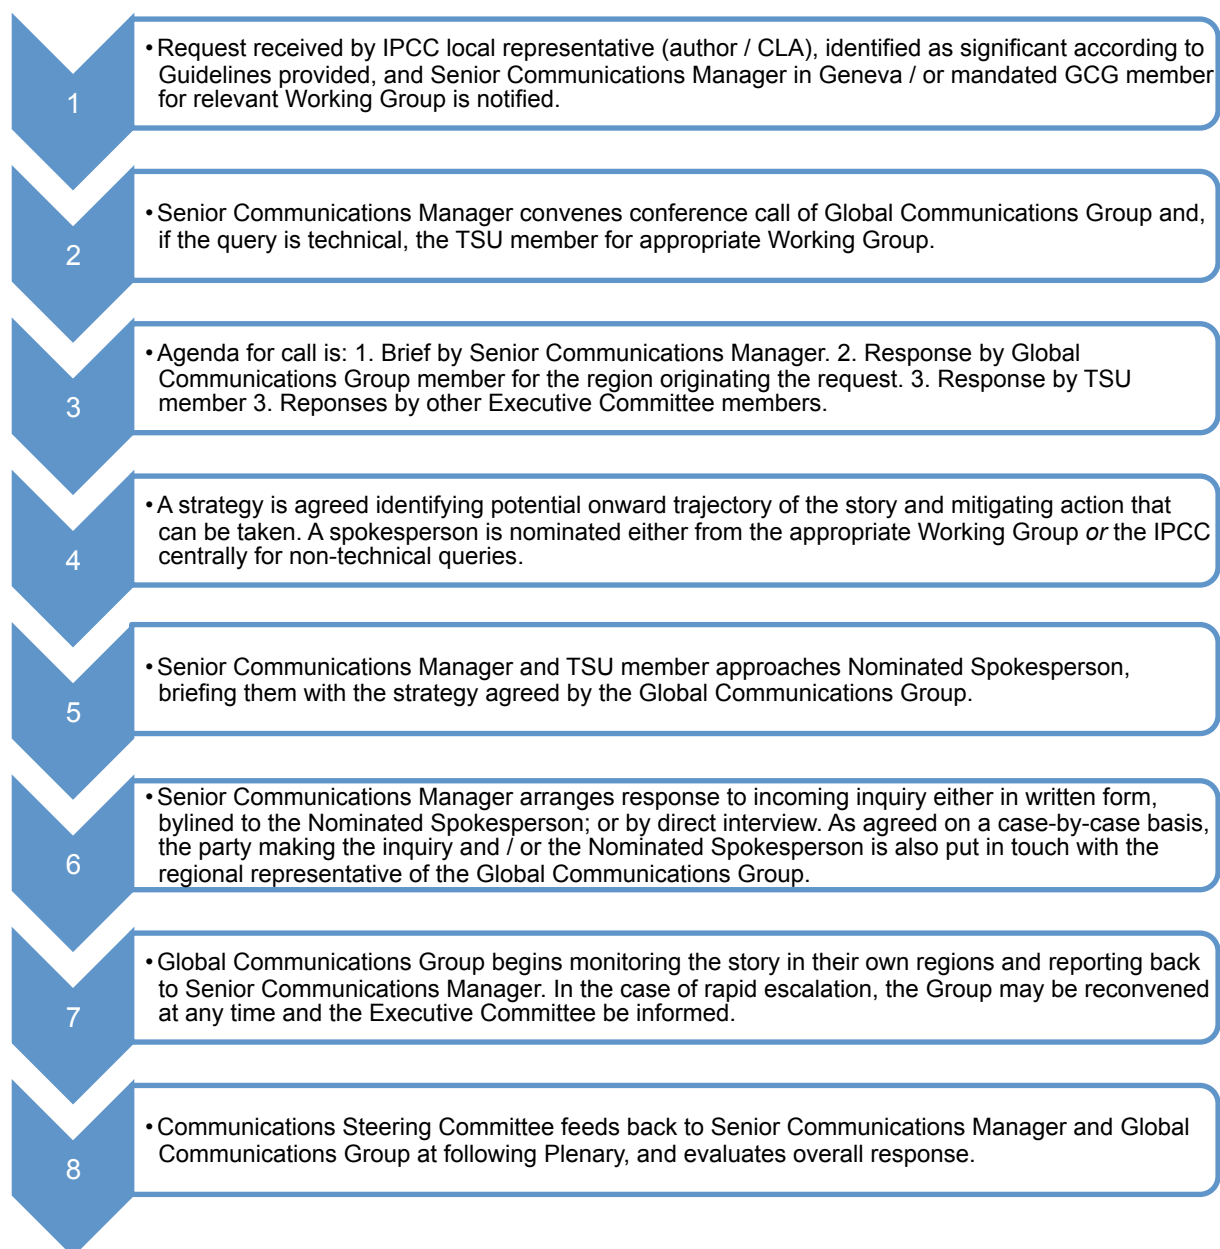 1
• Request received by IPCC local representative (author / CLA), identified as significant according to
Guidelines provided, and Senior Communications Manager in Geneva / or mandated GCG member
for relevant Working Group is notified.
2
• Senior Communications Manager convenes conference call of Global Communications Group and,
if the query is technical, the TSU member for appropriate Working Group.
3
• Agenda for call is: 1. Brief by Senior Communications Manager. 2. Response by Global
Communications Group member for the region originating the request. 3. Response by TSU
member 3. Reponses by other Executive Committee members.
4
• A strategy is agreed identifying potential onward trajectory of the story and mitigating action that
can be taken. A spokesperson is nominated either from the appropriate Working Group or the IPCC
centrally for non-technical queries.
5
• Senior Communications Manager and TSU member approaches Nominated Spokesperson,
briefing them with the strategy agreed by the Global Communications Group.
6
• Senior Communications Manager arranges response to incoming inquiry either in written form,
bylined to the Nominated Spokesperson; or by direct interview. As agreed on a case-by-case basis,
the party making the inquiry and / or the Nominated Spokesperson is also put in touch with the
regional representative of the Global Communications Group.
7
• Global Communications Group begins monitoring the story in their own regions and reporting back
to Senior Communications Manager. In the case of rapid escalation, the Group may be reconvened
at any time and the Executive Committee be informed.
8
• Communications Steering Committee feeds back to Senior Communications Manager and Global
Communications Group at following Plenary, and evaluates overall response.